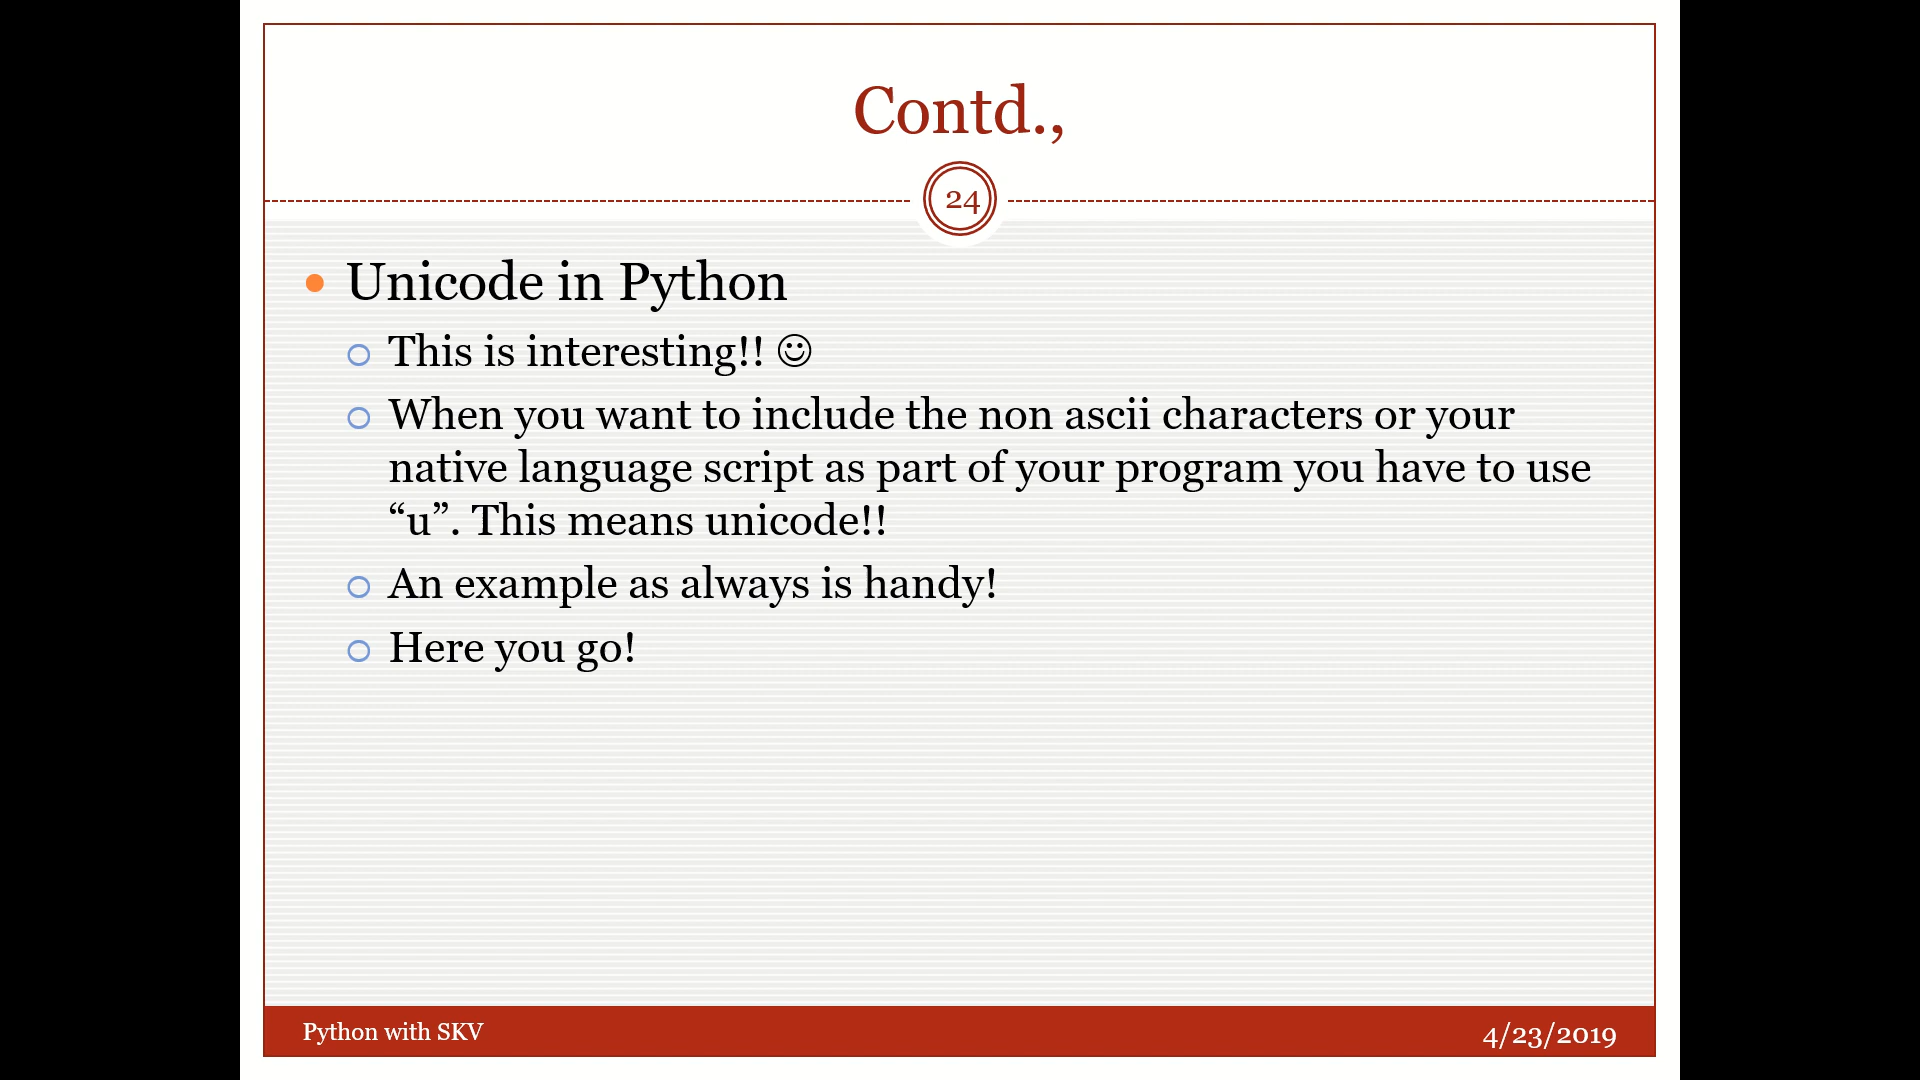 Contd.,
24
Unicode in Python
This is interesting!! ☺
When you want to include the non ascii characters or your
native language script as part of your program you have to use
“u”. This means unicode!!
An example as always is handy!
Here you go!
Python with SKV
4/23/2019